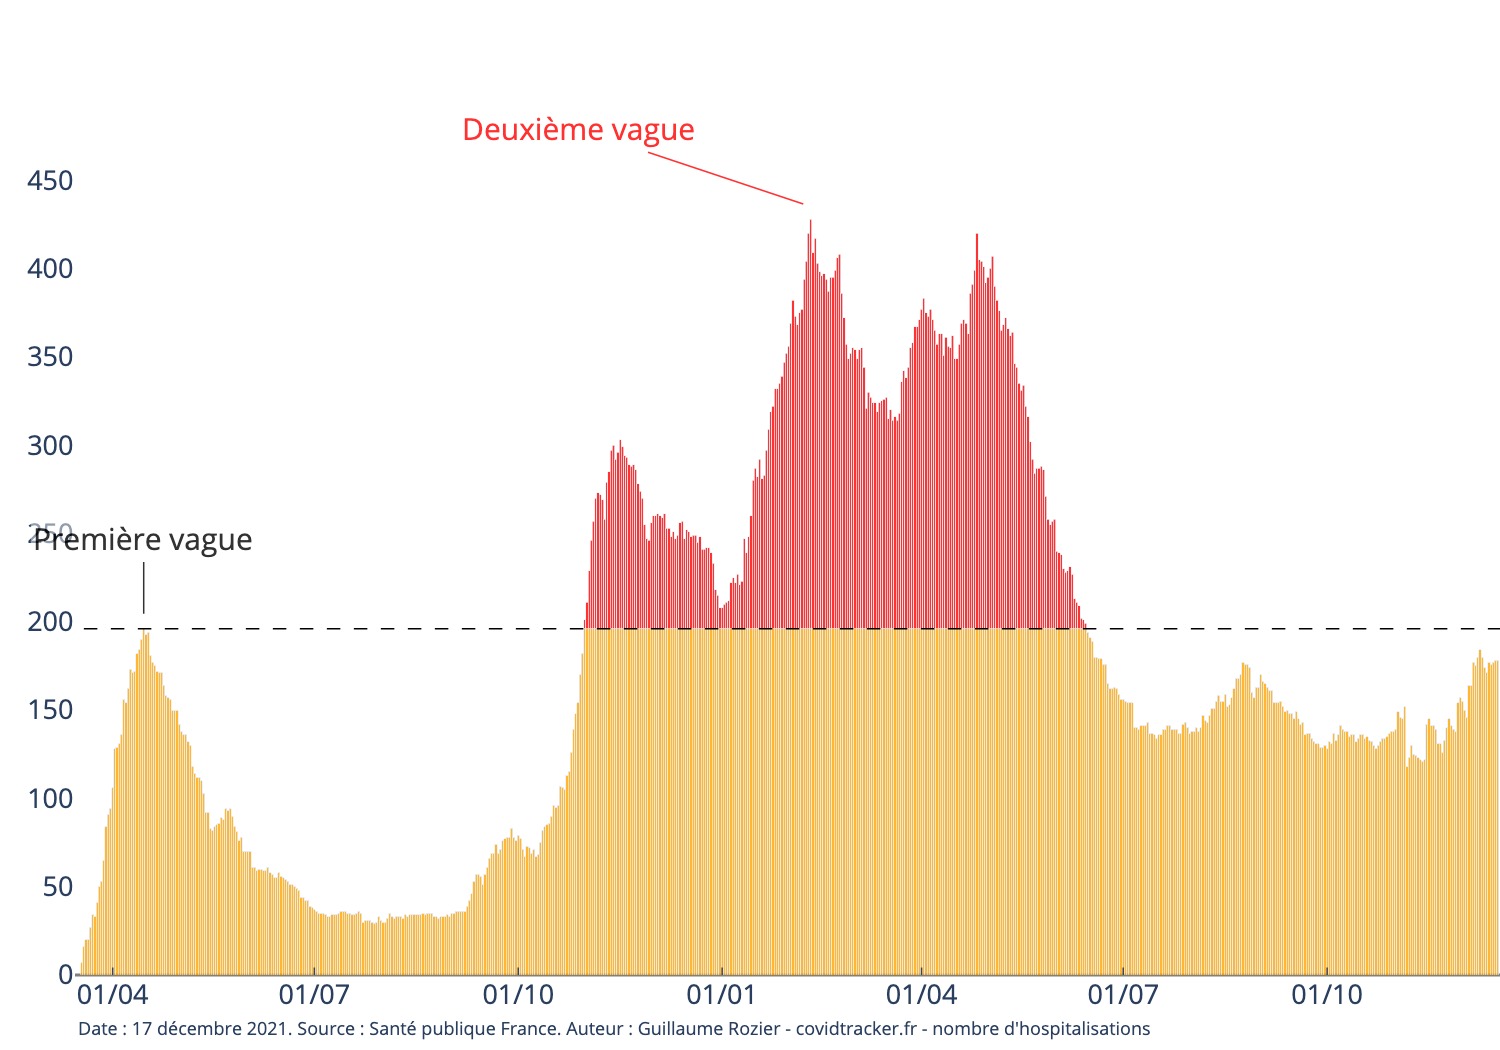 Deuxième vague
450
400
350
300
250
Première vague
200
150
100
50
0
01/04 01/07 01/10 01/01 01/04 01/07 01/10
Date : 17 décembre 2021. Source : Santé publique France. Auteur : Guillaume Rozier - covidtracker.fr - nombre d'hospitalisations